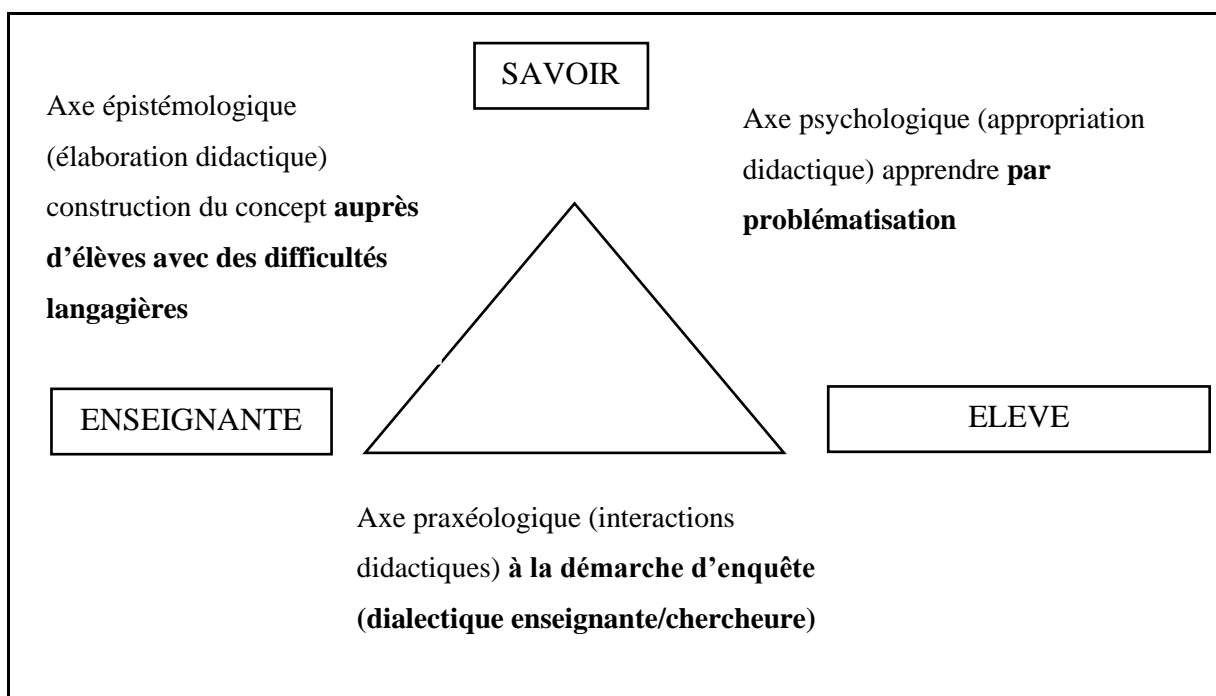 SAVOIR
Axe épistémologique
(élaboration didactique)
construction du concept auprès
d'élèves avec des difficultés
langagières
Axe psychologique (appropriation
didactique) apprendre par
problématisation
ENSEIGNANTE
ELEVE
Axe praxéologique (interactions
didactiques) à la démarche d'enquête
(dialectique enseignante/chercheure)